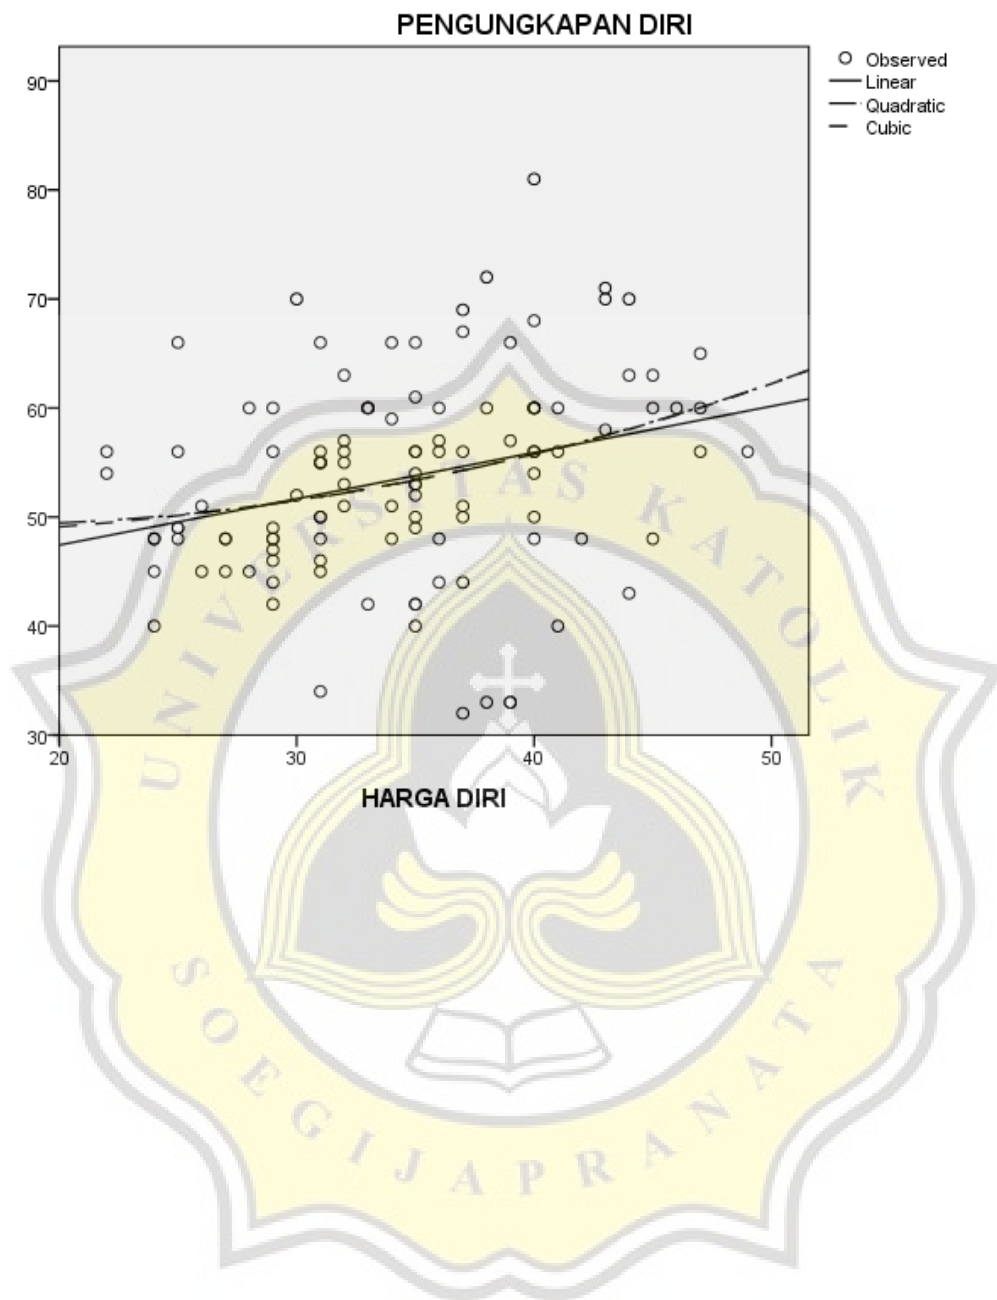 PENGUNGKAPAN DIRI
Observed
Linear
Quadratic
Cubic
90
80
70
60
50
40
30
20 30 40 50
HARGA DIRI
UNIVERSITAS KATOLIK
SOEGIJAPRANATA